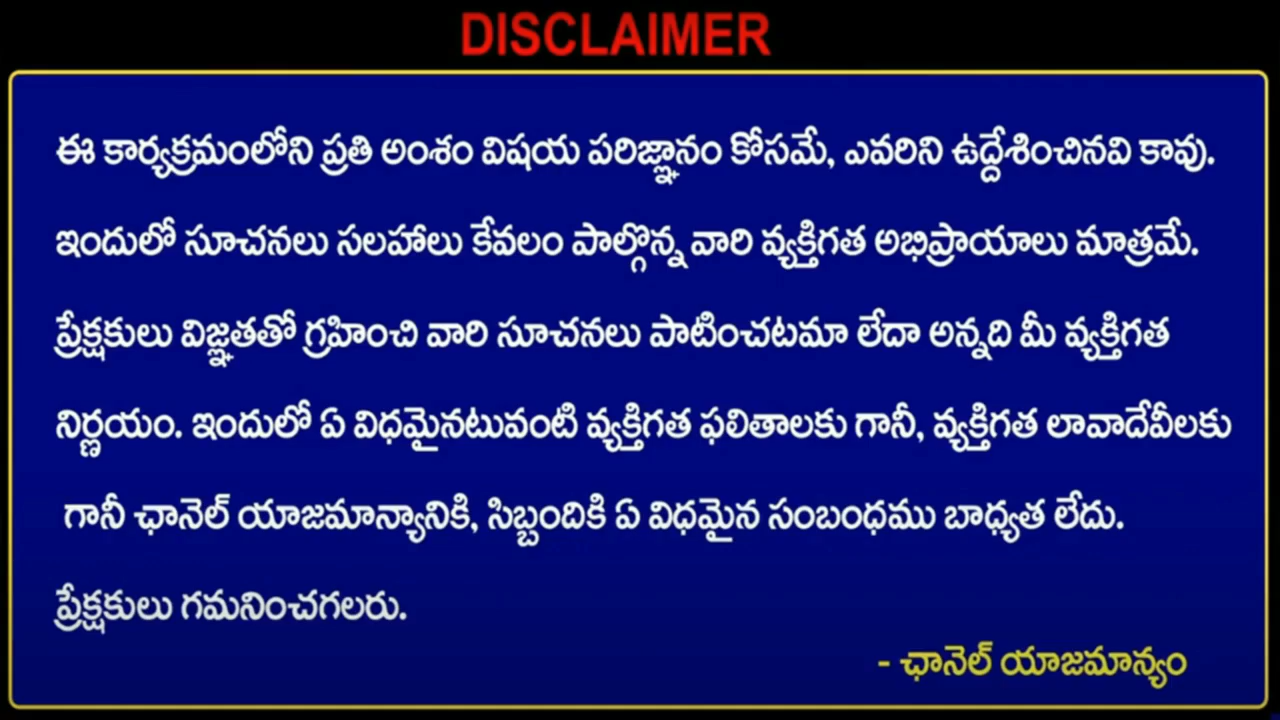 DISCLAIMER
ఈ కార్యక్రమంలోని ప్రతి అంశం విషయ పరిజ్ఞానం కోసమే, ఎవరిని ఉద్దేశించినవి కావు.
ఇందులో సూచనలు సలహాలు కేవలం పాల్గొన్న వారి వ్యక్తిగత అభిప్రాయాలు మాత్రమే.
ప్రేక్షకులు విజ్ఞతతో గ్రహించి వారి సూచనలు పాటించటమా లేదా అన్నది మీ వ్యక్తిగత
నిర్ణయం. ఇందులో ఏ విధమైనటువంటి వ్యక్తిగత ఫలితాలకు గానీ, వ్యక్తిగత లావాదేవీలకు
గానీ ఛానెల్ యాజమాన్యానికి, సిబ్బందికి ఏ విధమైన సంబంధము బాధ్యత లేదు.
ప్రేక్షకులు గమనించగలరు.
- ఛానెల్ యాజమాన్యం